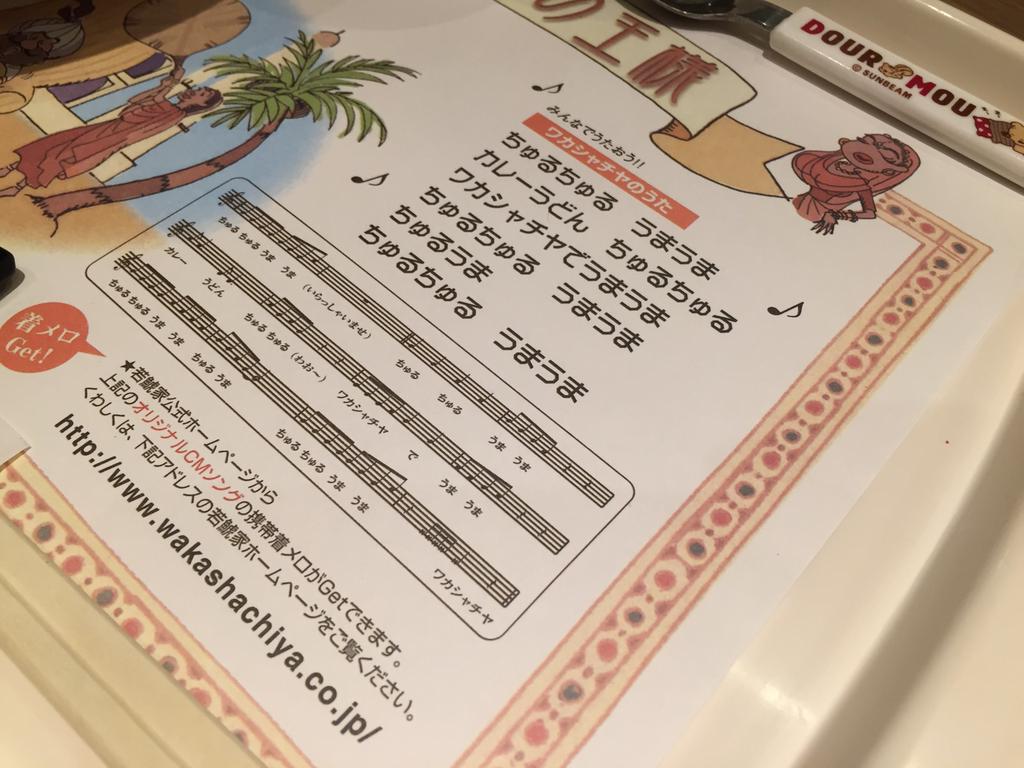 の王様
DOUR MOU
© SUNBEAM
みんなでうたおう!!
ワカシャチヤのうた
ちゅるちゅる うまうま
カレーうどん ちゅるちゅる
ワカシャチヤでうまうま
ちゅるちゅる うまうま
ちゅるうま
ちゅるちゅる うまうま
ちゅる ちゅる うま うま (いらっしゃいませ) ちゅる ちゅる うま うま
カレー うどん ちゅる ちゅる (わおー) ワカシャチヤ で うま うま
ちゅる ちゅる うま うま ちゅる うま ちゅる ちゅる うま うま ワカシャチヤ
着メロ
Get!
★若鯱家公式ホームページから
上記のオリジナルCMソングの携帯着メロがGetできます。
くわしくは、下記アドレスの若鯱家ホームページをご覧ください。
http://www.wakashachiya.co.jp/